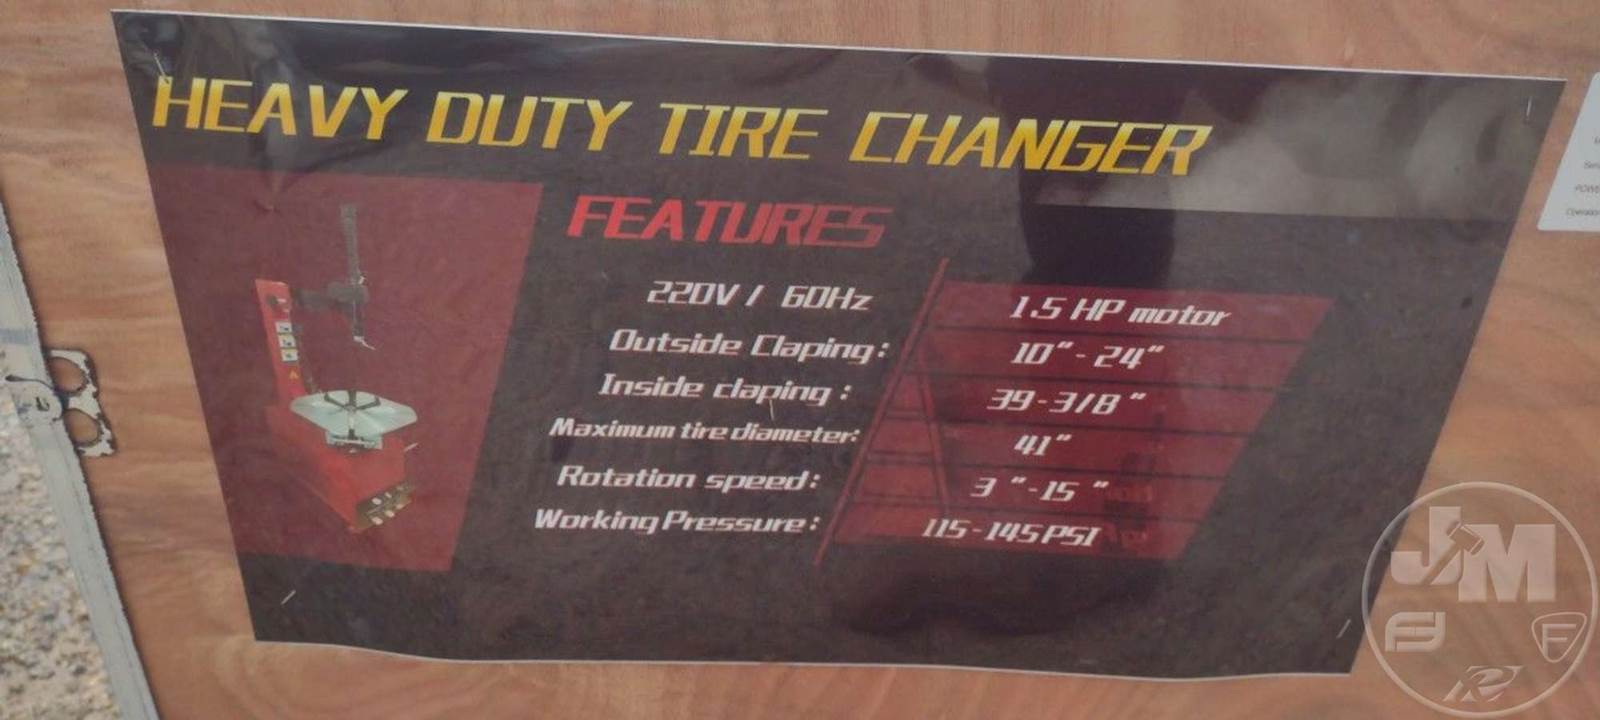 HEAVY DUTY TIRE CHANGER
FEATURES
220V / 60Hz 1.5 HP motor
Outside Claping: 10"-24"
Inside claping : 39-3/8"
Maximum tire diameter: 41"
Rotation speed: 3 "-15 "
Working Pressure: 115-145PSI
JM